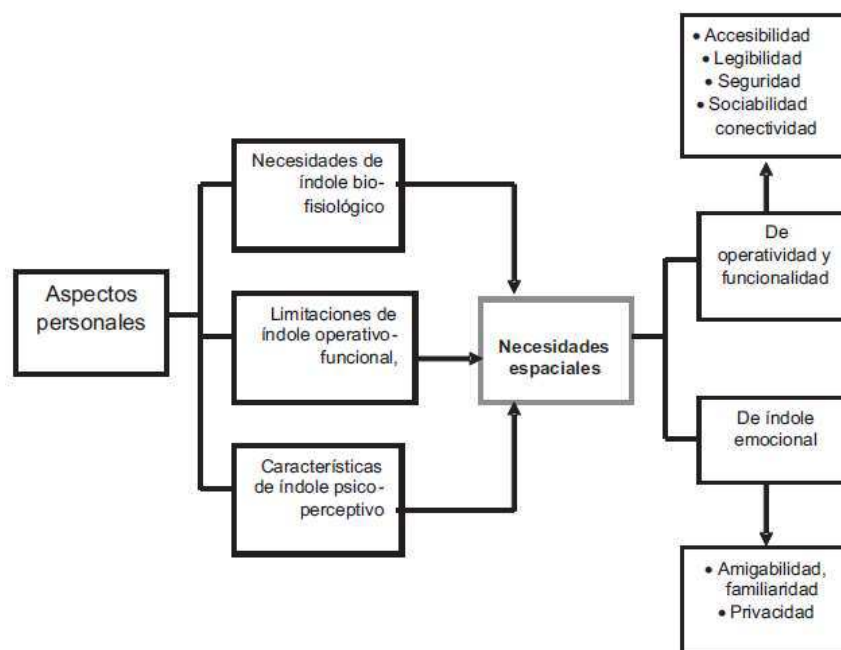 Aspectos
personales
Necesidades de
índole bio-
fisiológico
Limitaciones de
índole operativo-
funcional,
Características
de índole psico-
perceptivo
Necesidades
espaciales
De
operatividad y
funcionalidad
De índole
emocional
• Accesibilidad
• Legibilidad
• Seguridad
• Sociabilidad
conectividad
• Amigabilidad,
familiaridad
• Privacidad